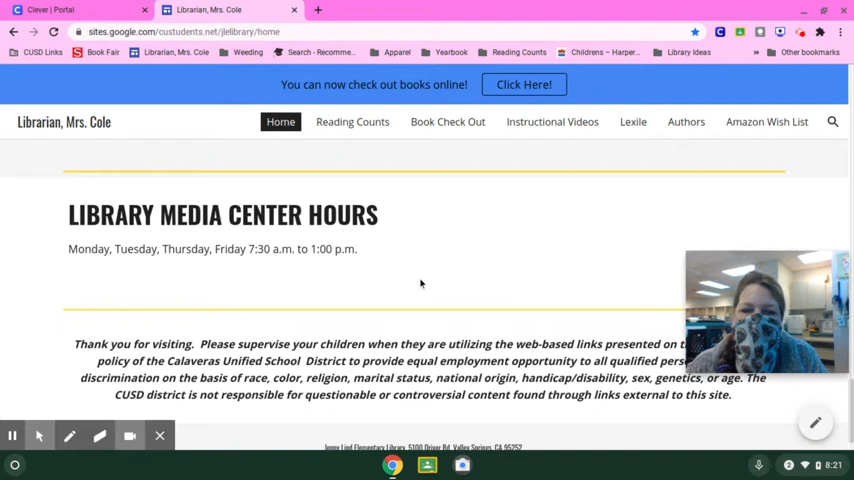 Clever | Portal
Librarian, Mrs. Cole
sites.google.com/custudents.net/jlelibrary/home
CUSD Links
Book Fair
Librarian, Mrs. Cole
Weeding
Search - Recomme...
Apparel
Yearbook
Reading Counts
Childrens – Harper...
Library Ideas
Other bookmarks
You can now check out books online!
Click Here!
Librarian, Mrs. Cole
Home
Reading Counts
Book Check Out
Instructional Videos
Lexile
Authors
Amazon Wish List
LIBRARY MEDIA CENTER HOURS
Monday, Tuesday, Thursday, Friday 7:30 a.m. to 1:00 p.m.
Thank you for visiting. Please supervise your children when they are utilizing the web-based links presented on
policy of the Calaveras Unified School District to provide equal employment opportunity to all qualified
discrimination on the basis of race, color, religion, marital status, national origin, handicap/disability, sex, genetics, or age. The
CUSD district is not responsible for questionable or controversial content found through links external to this site.
Jenny Lind Elementary Library, 5100 Driver Rd. Valley Springs, CA 95252
2
8:21